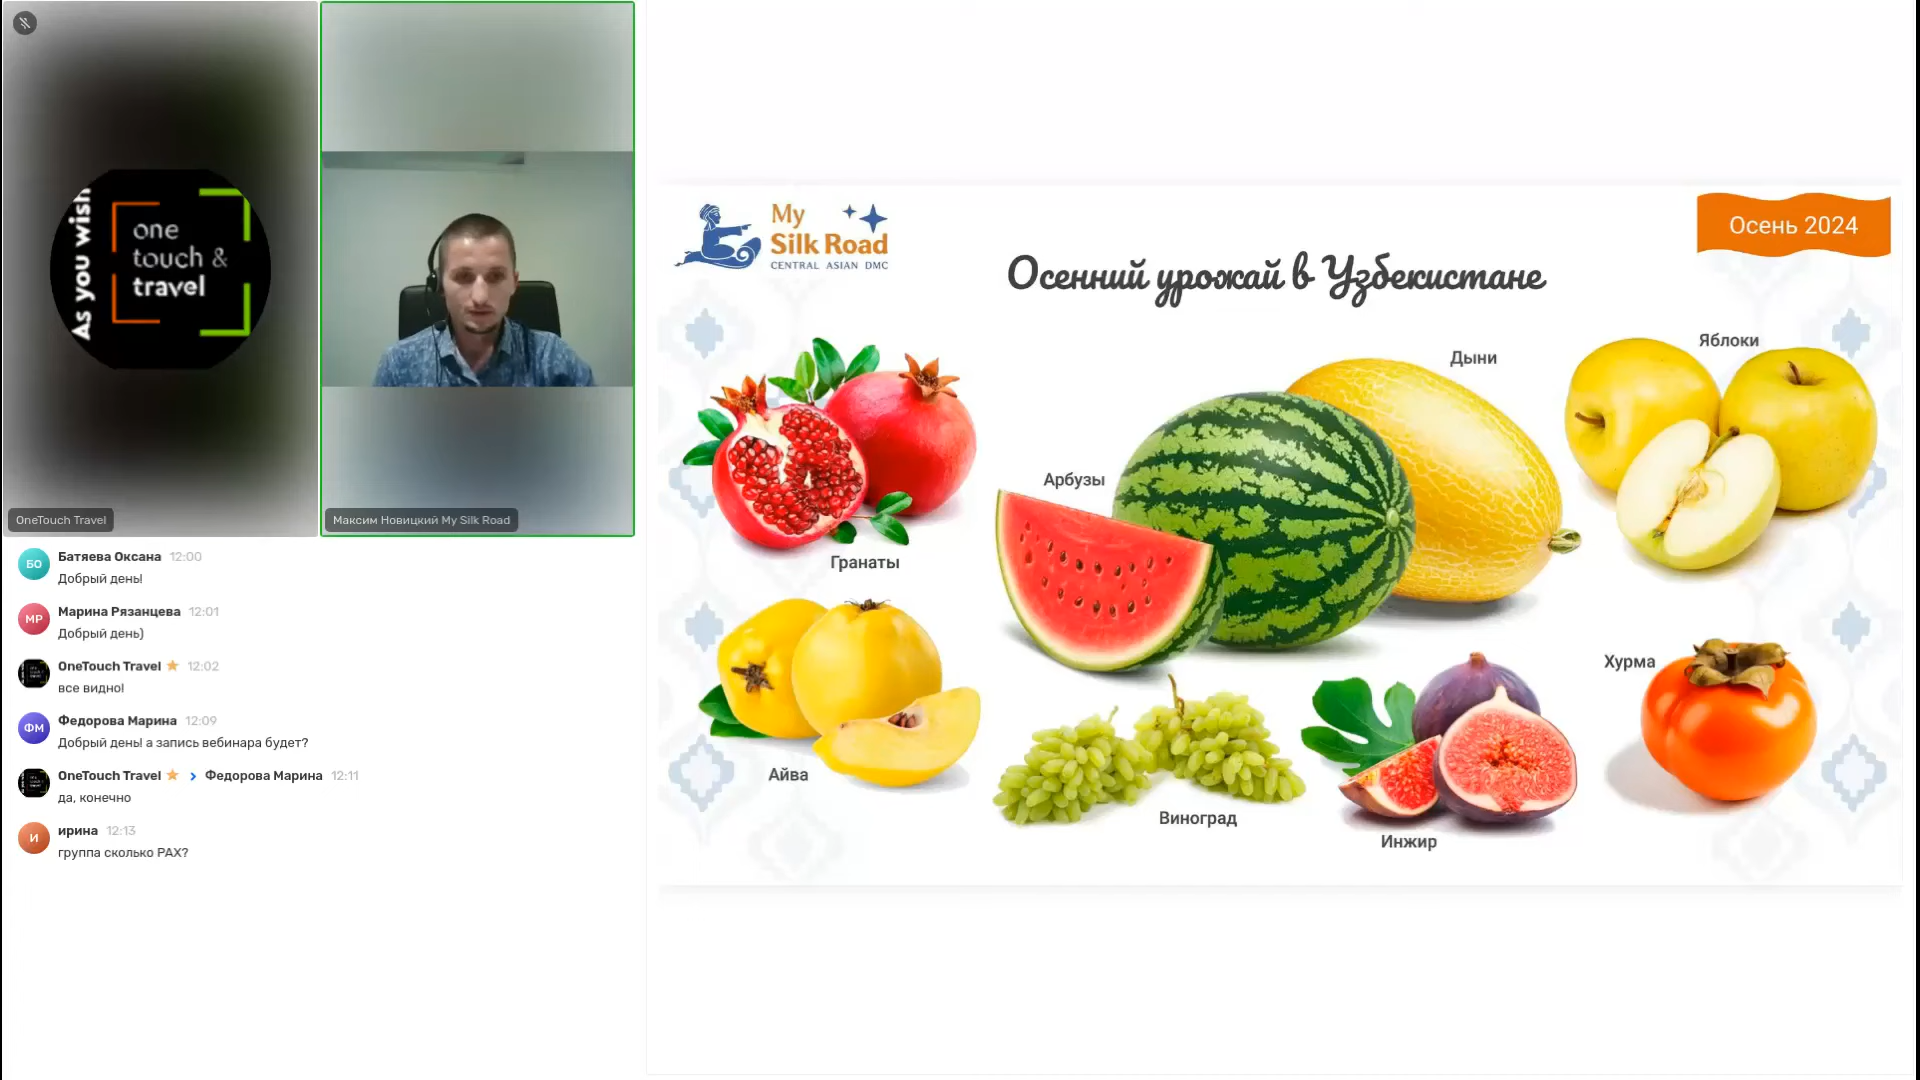 As you wish
one
touch &
travel
OneTouch Travel
Максим Новицкий My Silk Road
БО
Батяева Оксана 12:00
Добрый день!
МР
Марина Рязанцева 12:01
Добрый день)
OneTouch Travel 12:02
все видно!
ФМ
Федорова Марина 12:09
Добрый день! а запись вебинара будет?
OneTouch Travel > Федорова Марина 12:11
да, конечно
И
ирина 12:13
группа сколько РАХ?
My
Silk Road
CENTRAL ASIAN DMC
Осень 2024
Осенний урожай в Узбекистане
Гранаты
Арбузы
Дыни
Яблоки
Айва
Виноград
Инжир
Хурма